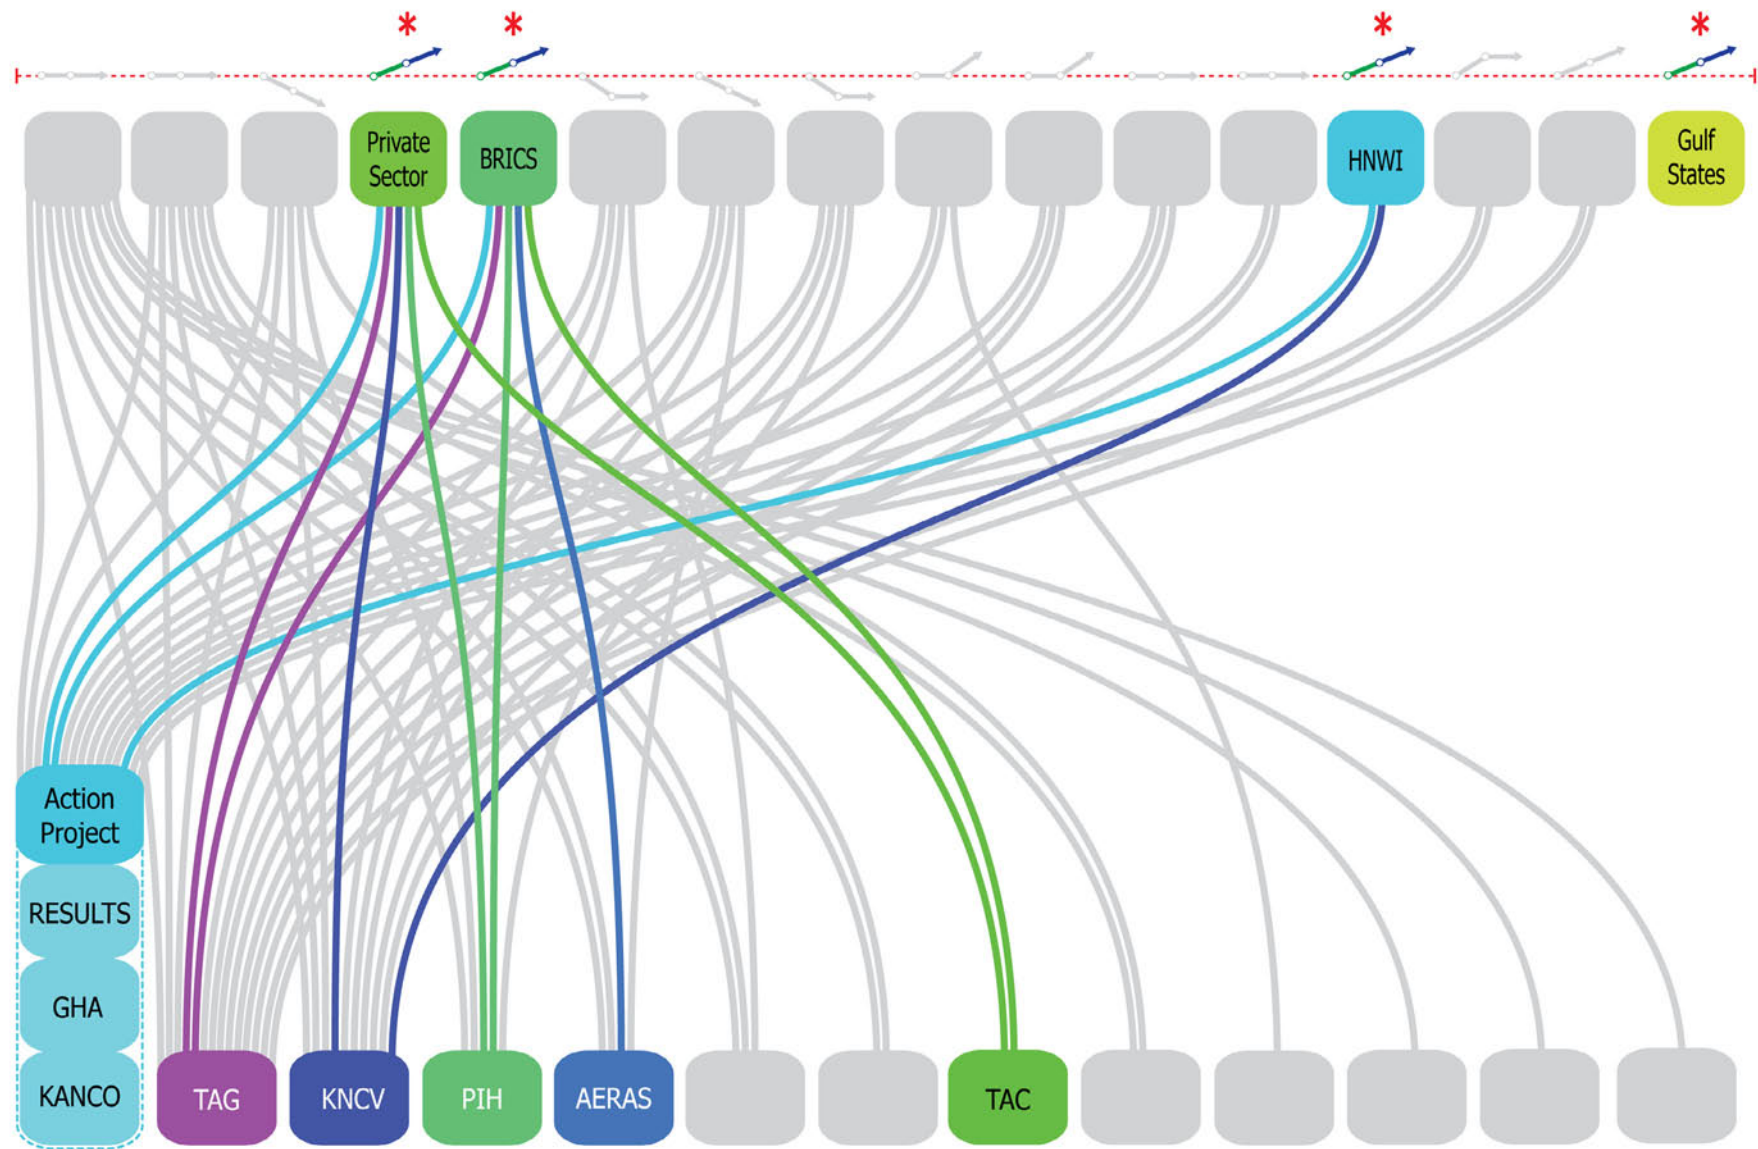 * * * *
Private
Sector
BRICS
HNWI
Gulf
States
Action
Project
RESULTS
GHA
KANCO
TAG
KNCV
PIH
AERAS
TAC